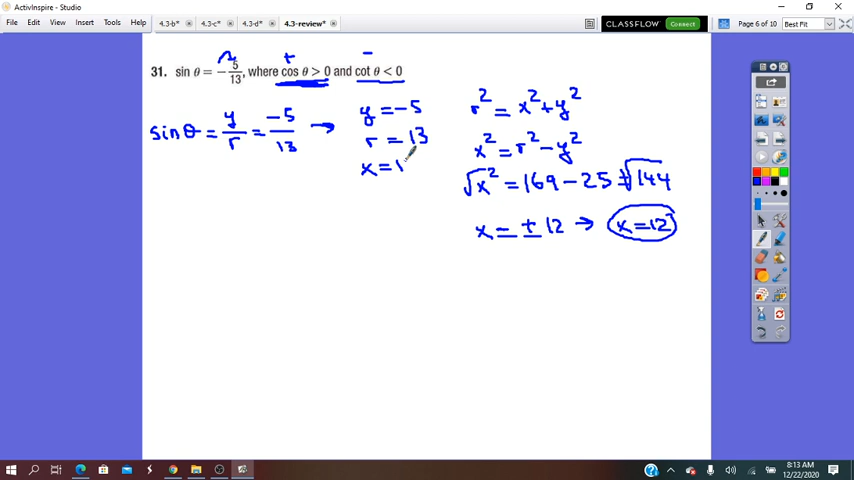 ActivInspire - Studio
File Edit View Insert Tools Help
4.3-b* 4.3-c* 4.3-d* 4.3-review*
CLASSFLOW Connect Page 6 of 10 Best Fit
31. sin θ = −5/13, where cos θ > 0 and cot θ < 0
+ −
sinθ = y/r = −5/13 →
y = −5
r = 13
x = 1
r² = x² + y²
x² = r² − y²
√x² = 169 − 25 = √144
x = ± 12 → x = 12
8:13 AM
12/22/2020